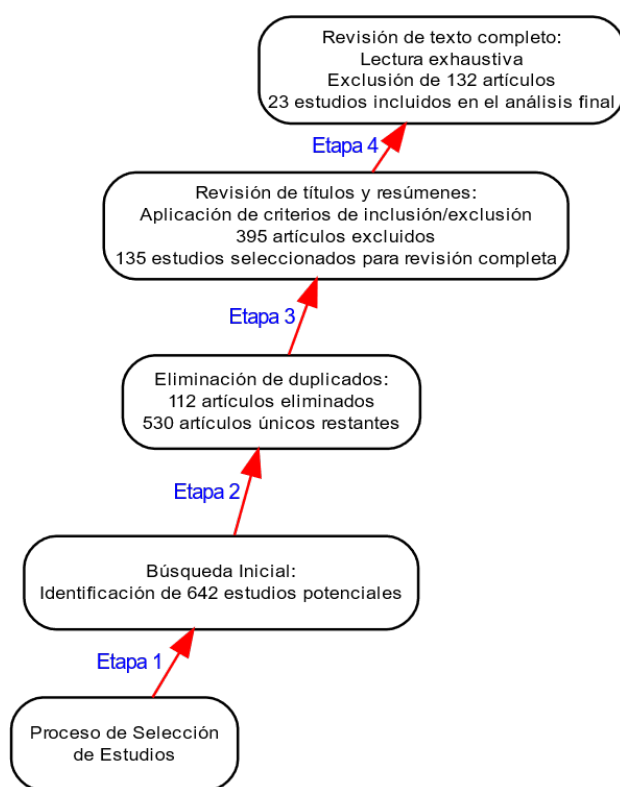 Revisión de texto completo:
Lectura exhaustiva
Exclusión de 132 artículos
23 estudios incluidos en el análisis final
Etapa 4
Revisión de títulos y resúmenes:
Aplicación de criterios de inclusión/exclusión
395 artículos excluidos
135 estudios seleccionados para revisión completa
Etapa 3
Eliminación de duplicados:
112 artículos eliminados
530 artículos únicos restantes
Etapa 2
Búsqueda Inicial:
Identificación de 642 estudios potenciales
Etapa 1
Proceso de Selección
de Estudios